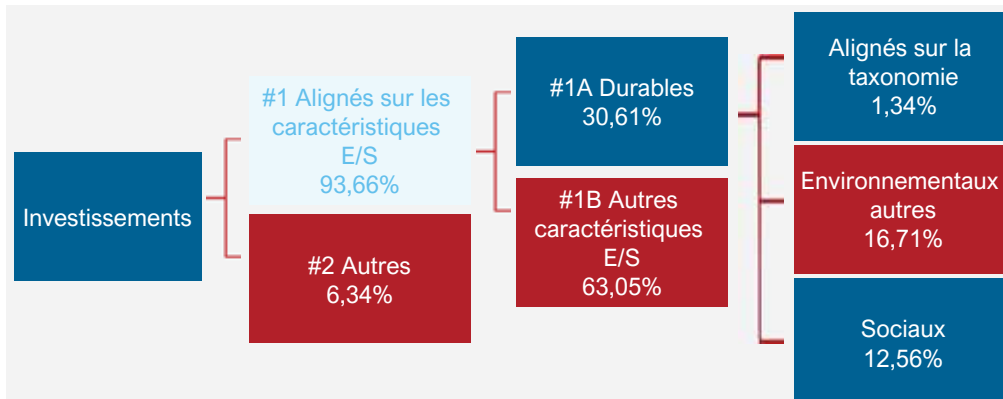 Investissements
#1 Alignés sur les
caractéristiques
E/S
93,66%
#2 Autres
6,34%
#1A Durables
30,61%
#1B Autres
caractéristiques
E/S
63,05%
Alignés sur la
taxonomie
1,34%
Environnementaux
autres
16,71%
Sociaux
12,56%